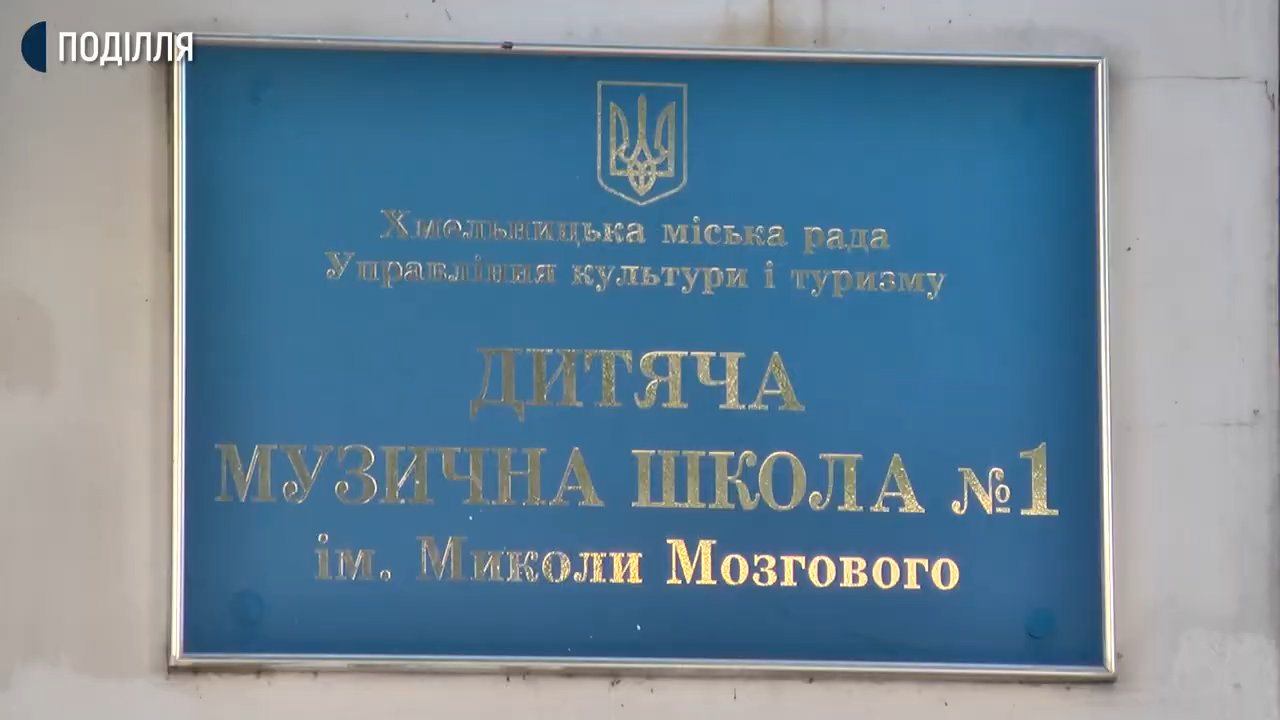 ПОДІЛЛЯ
Хмельницька міська рада
Управління культури і туризму
ДИТЯЧА
МУЗИЧНА ШКОЛА №1
ім. Миколи Мозгового